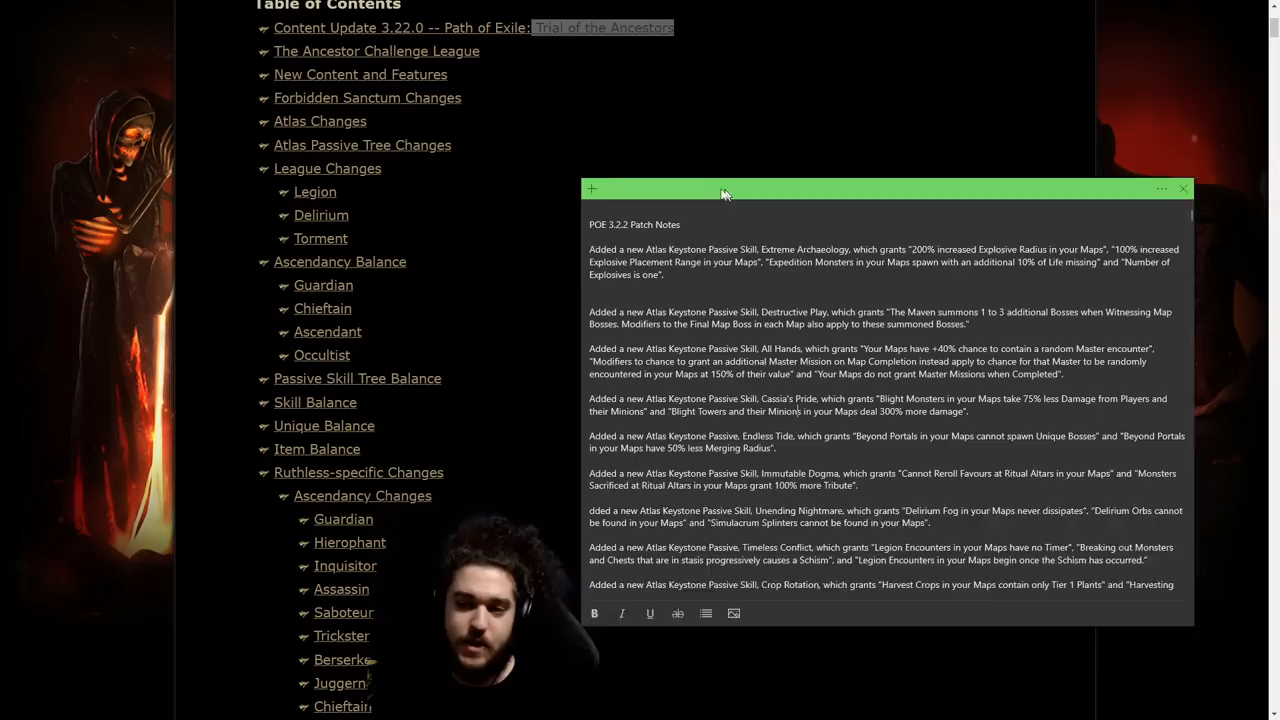 Table of Contents
Content Update 3.22.0 -- Path of Exile: Trial of the Ancestors
The Ancestor Challenge League
New Content and Features
Forbidden Sanctum Changes
Atlas Changes
Atlas Passive Tree Changes
League Changes
Legion
Delirium
Torment
Ascendancy Balance
Guardian
Chieftain
Ascendant
Occultist
Passive Skill Tree Balance
Skill Balance
Unique Balance
Item Balance
Ruthless-specific Changes
Ascendancy Changes
Guardian
Hierophant
Inquisitor
Assassin
Saboteur
Trickster
Berserke
Juggern
Chieftain
POE 3.2.2 Patch Notes
Added a new Atlas Keystone Passive Skill, Extreme Archaeology, which grants "200% increased Explosive Radius in your Maps", "100% increased
Explosive Placement Range in your Maps", "Expedition Monsters in your Maps spawn with an additional 10% of Life missing" and "Number of
Explosives is one".
Added a new Atlas Keystone Passive Skill, Destructive Play, which grants "The Maven summons 1 to 3 additional Bosses when Witnessing Map
Bosses. Modifiers to the Final Map Boss in each Map also apply to these summoned Bosses."
Added a new Atlas Keystone Passive Skill, All Hands, which grants "Your Maps have +40% chance to contain a random Master encounter",
"Modifiers to chance to grant an additional Master Mission on Map Completion instead apply to chance for that Master to be randomly
encountered in your Maps at 150% of their value" and "Your Maps do not grant Master Missions when Completed".
Added a new Atlas Keystone Passive Skill, Cassia's Pride, which grants "Blight Monsters in your Maps take 75% less Damage from Players and
their Minions" and "Blight Towers and their Minions in your Maps deal 300% more damage".
Added a new Atlas Keystone Passive, Endless Tide, which grants "Beyond Portals in your Maps cannot spawn Unique Bosses" and "Beyond Portals
in your Maps have 50% less Merging Radius".
Added a new Atlas Keystone Passive Skill, Immutable Dogma, which grants "Cannot Reroll Favours at Ritual Altars in your Maps" and "Monsters
Sacrificed at Ritual Altars in your Maps grant 100% more Tribute".
dded a new Atlas Keystone Passive Skill, Unending Nightmare, which grants "Delirium Fog in your Maps never dissipates", "Delirium Orbs cannot
be found in your Maps" and "Simulacrum Splinters cannot be found in your Maps".
Added a new Atlas Keystone Passive, Timeless Conflict, which grants "Legion Encounters in your Maps have no Timer", "Breaking out Monsters
and Chests that are in stasis progressively causes a Schism", and "Legion Encounters in your Maps begin once the Schism has occurred."
Added a new Atlas Keystone Passive Skill, Crop Rotation, which grants "Harvest Crops in your Maps contain only Tier 1 Plants" and "Harvesting
B I U ab